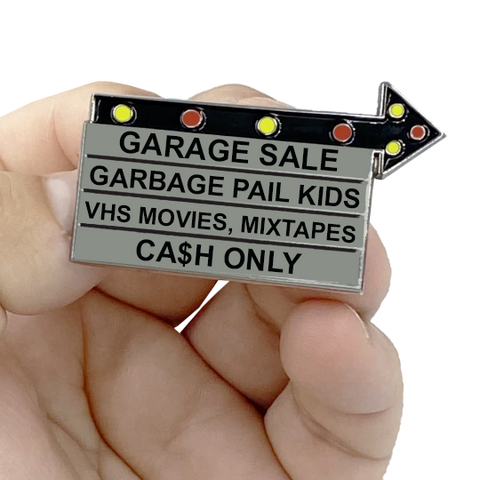 GARAGE SALE
GARBAGE PAIL KIDS
VHS MOVIES, MIXTAPES
CA$H ONLY